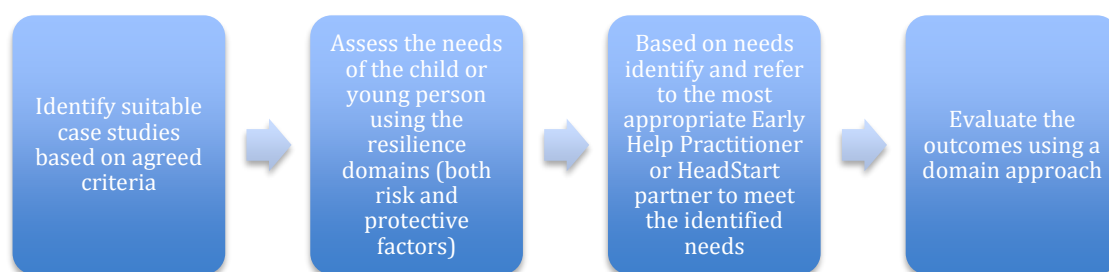 Identify suitable
case studies
based on agreed
criteria
Assess the needs
of the child or
young person
using the
resilience
domains (both
risk and
protective
factors)
Based on needs
identify and refer
to the most
appropriate Early
Help Practitioner
or HeadStart
partner to meet
the identified
needs
Evaluate the
outcomes using a
domain approach